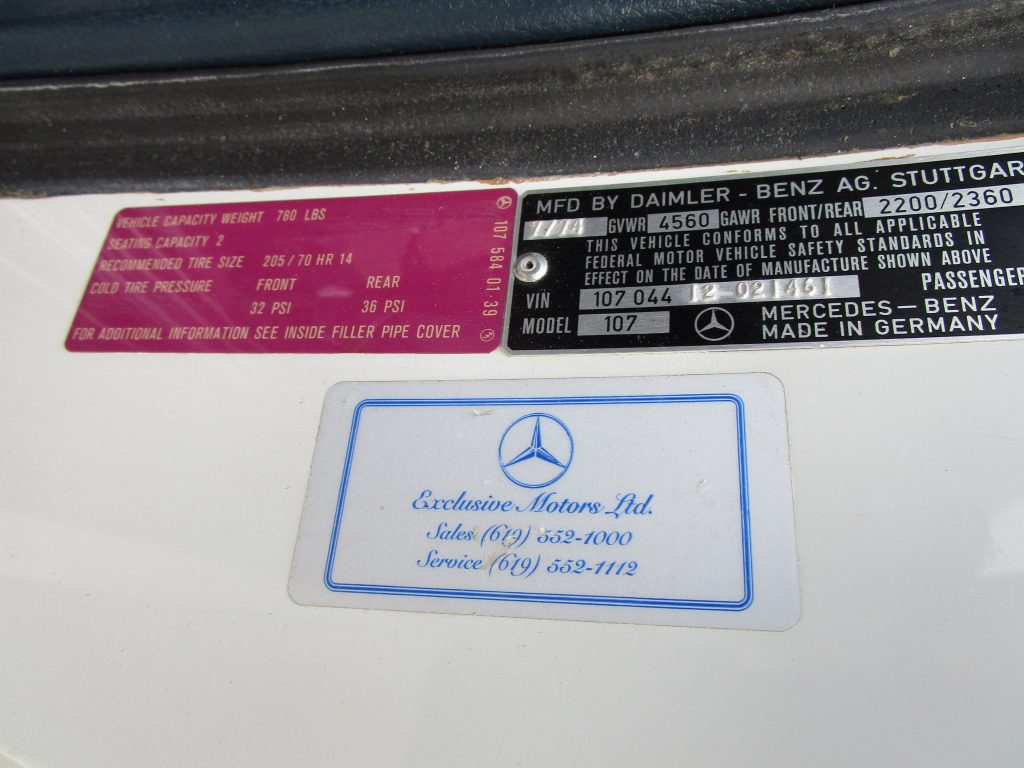 VEHICLE CAPACITY WEIGHT 780 LBS
SEATING CAPACITY 2
RECOMMENDED TIRE SIZE 205/70 HR 14
COLD TIRE PRESSURE FRONT REAR
32 PSI 36 PSI
FOR ADDITIONAL INFORMATION SEE INSIDE FILLER PIPE COVER
107 584 01 39
MFD BY DAIMLER - BENZ AG. STUTTGAR
7/74 GVWR 4560 GAWR FRONT/REAR 2200/2360
THIS VEHICLE CONFORMS TO ALL APPLICABLE
FEDERAL MOTOR VEHICLE SAFETY STANDARDS IN
EFFECT ON THE DATE OF MANUFACTURE SHOWN ABOVE
VIN 107 044 12 021461 PASSENGER
MODEL 107 MERCEDES-BENZ
MADE IN GERMANY
Exclusive Motors Ltd.
Sales (619) 552-1000
Service (619) 552-1112